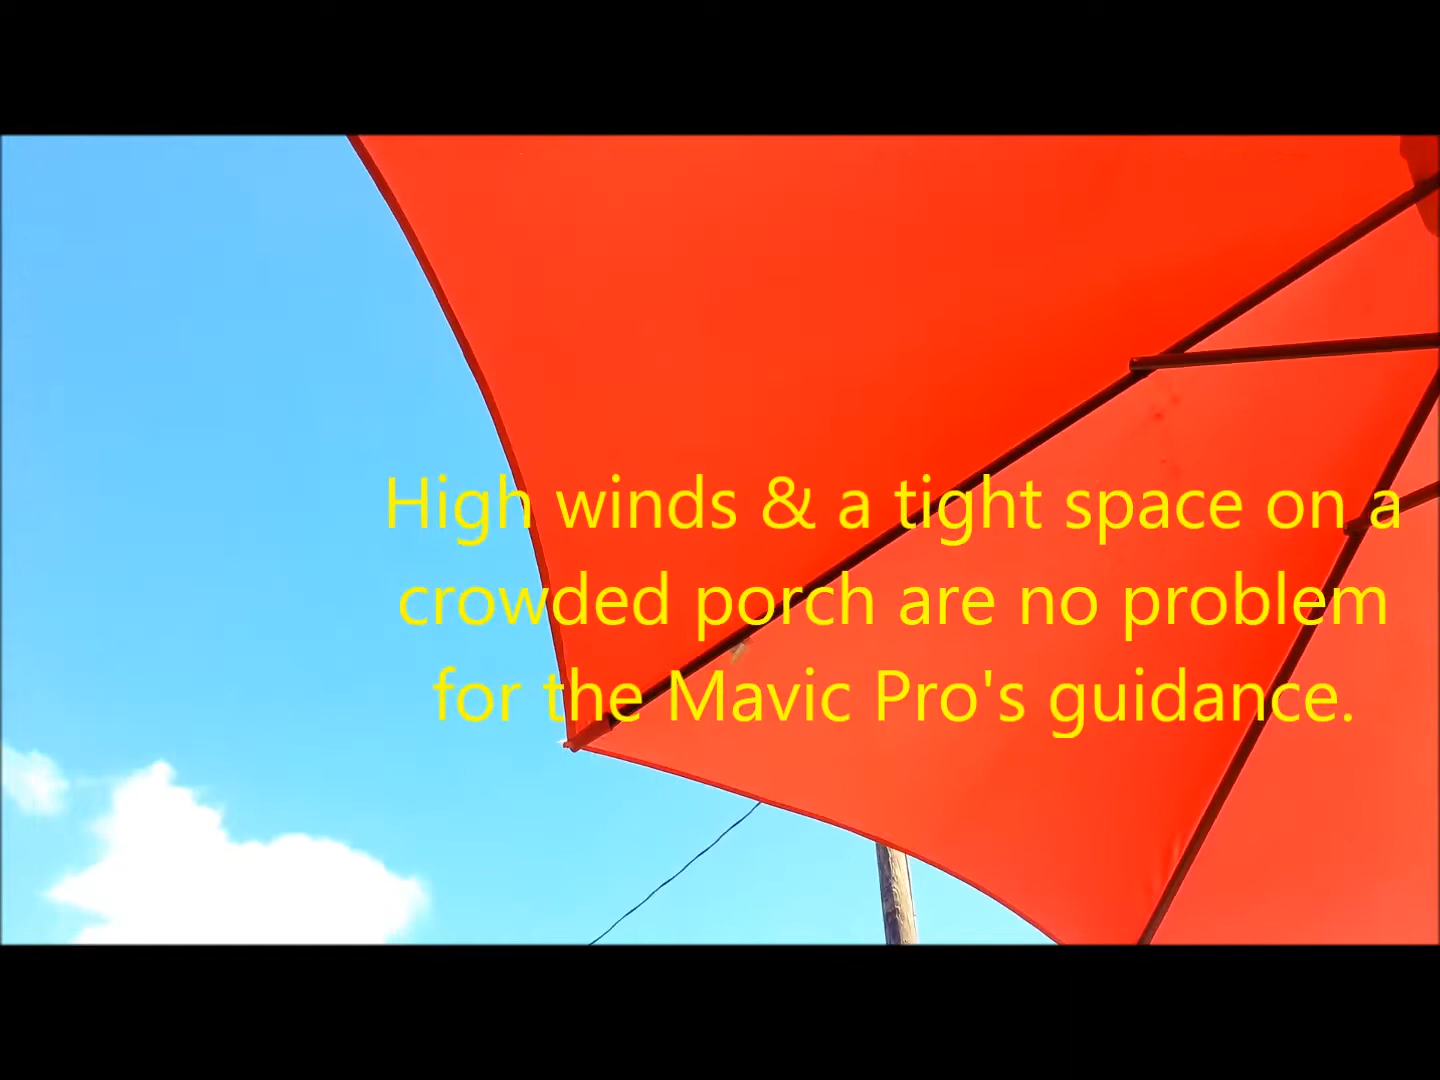 High winds & a tight space on a
crowded porch are no problem
for the Mavic Pro's guidance.